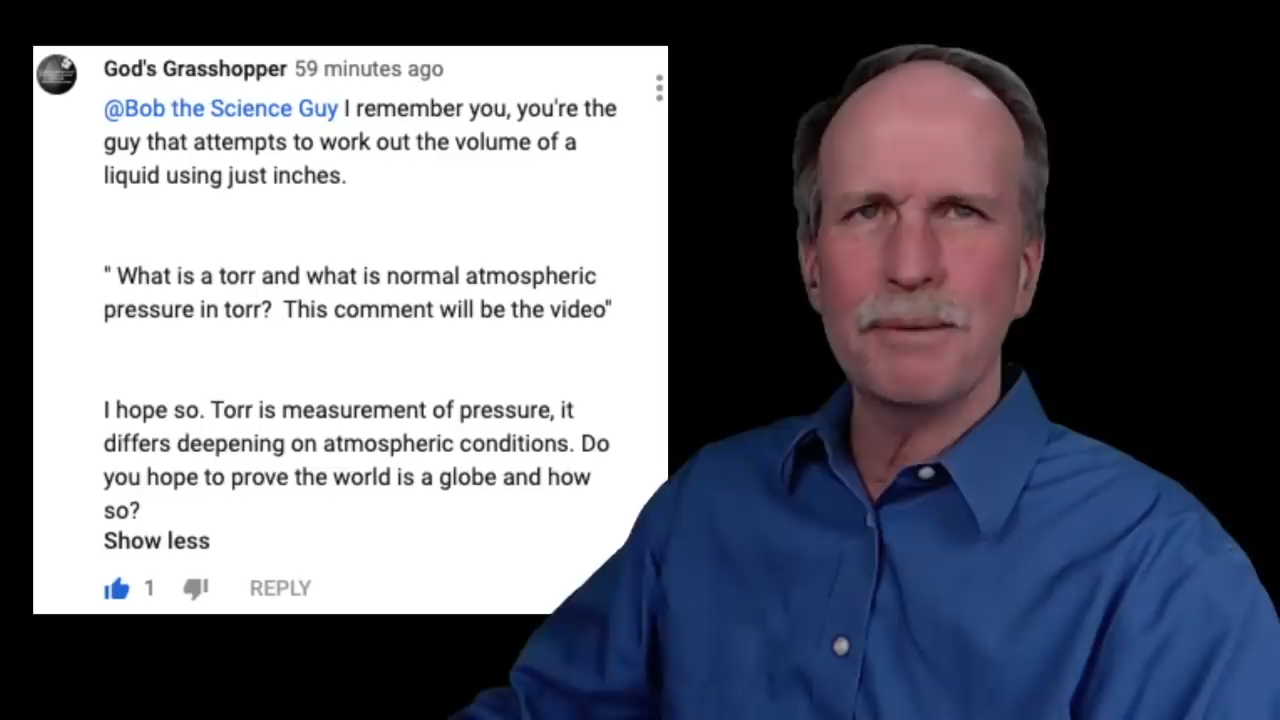 God's Grasshopper 59 minutes ago
@Bob the Science Guy I remember you, you're the
guy that attempts to work out the volume of a
liquid using just inches.
" What is a torr and what is normal atmospheric
pressure in torr?  This comment will be the video"
I hope so. Torr is measurement of pressure, it
differs deepening on atmospheric conditions. Do
you hope to prove the world is a globe and how
so?
Show less
1 REPLY